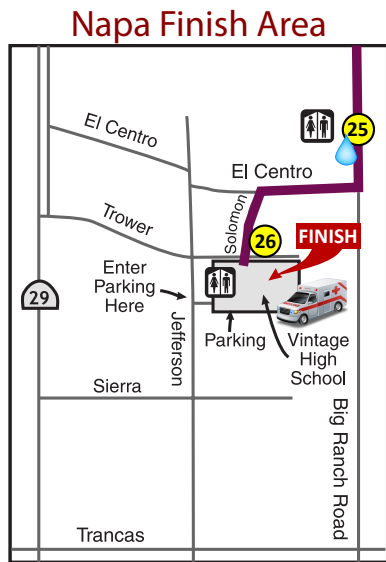 Napa Finish Area
25
El Centro
El Centro
Solomon
Trower
26
FINISH
Enter
Parking
Here
29
Jefferson
Parking
Vintage
High
School
Sierra
Big Ranch Road
Trancas